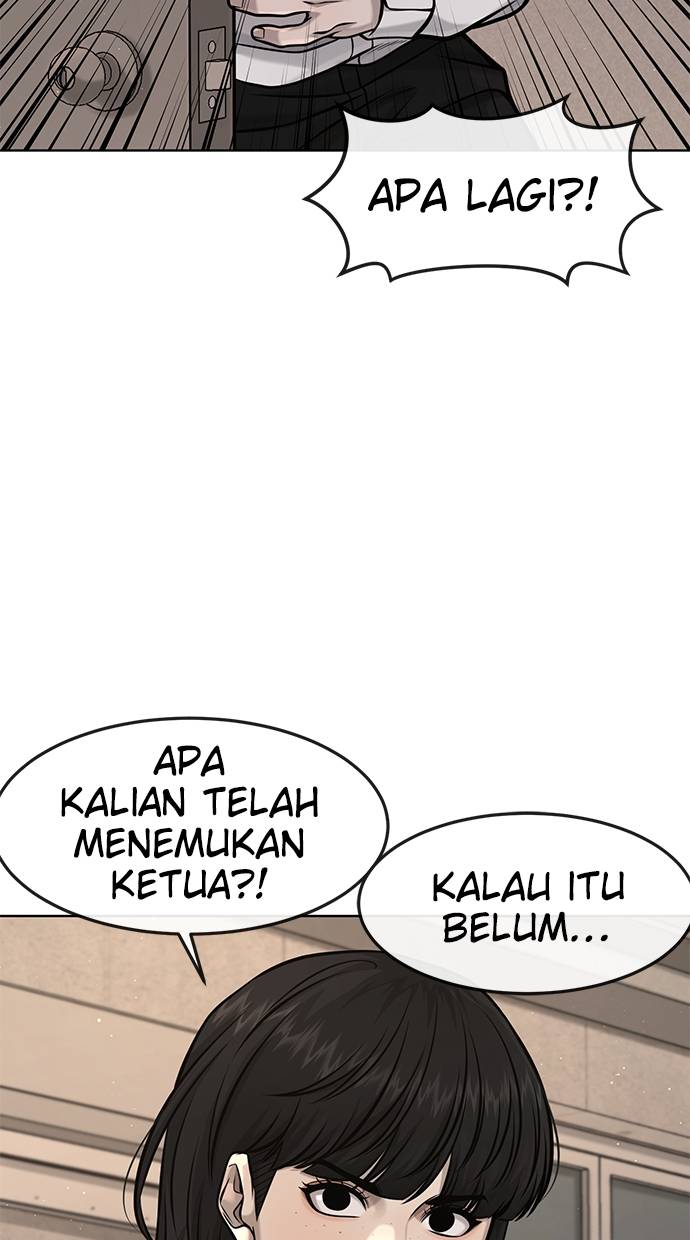 APA LAGI?!
APA
KALIAN TELAH
MENEMUKAN
KETUA?!
KALAU ITU
BELUM...